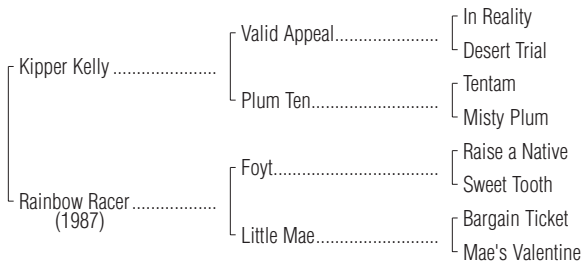 In Reality
Valid Appeal........................
Desert Trial
Kipper Kelly ........................
Tentam
Plum Ten.............................
Misty Plum
Raise a Native
Foyt......................................
Sweet Tooth
Rainbow Racer ...................
(1987)
Bargain Ticket
Little Mae............................
Mae's Valentine